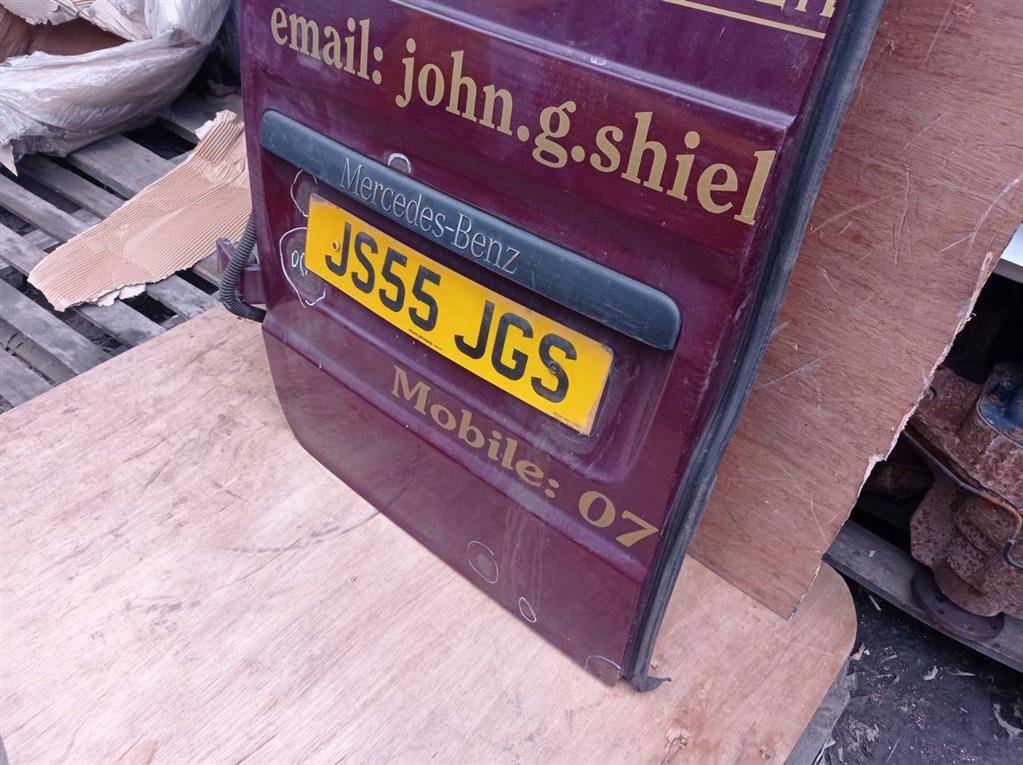 email: john.g.shiel
Mercedes-Benz
JS55 JGS
Mobile: 07